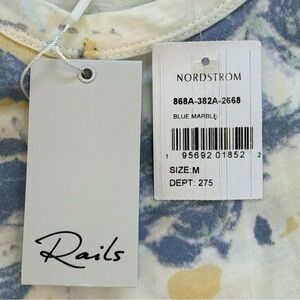 NORDSTROM
868A-382A-2668
BLUE MARBLE
1 95692 01852 2
SIZE:M
DEPT: 275
Rails